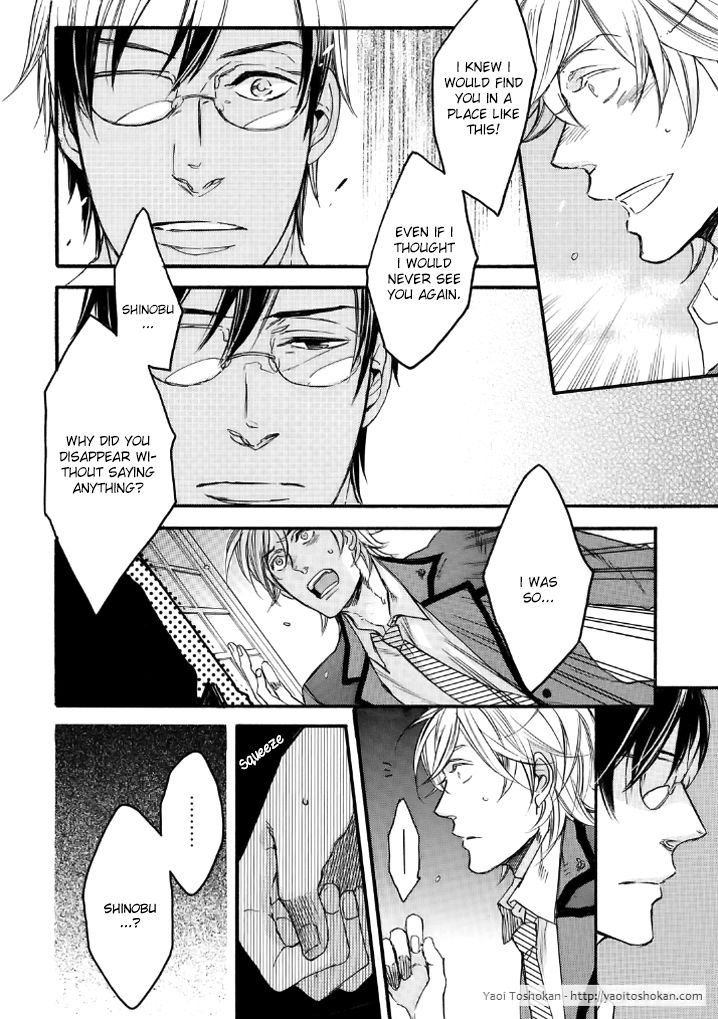 I KNEW I
WOULD FIND
YOU IN A
PLACE LIKE
THIS!
EVEN IF I
THOUGHT
I WOULD
NEVER SEE
YOU AGAIN.
SHINOBU
...
WHY DID YOU
DISAPPEAR WI-
THOUT SAYING
ANYTHING?
I WAS
SO...
squeeze
.........
SHINOBU
...?
Yaoi Toshokan - http://yaoitoshokan.com